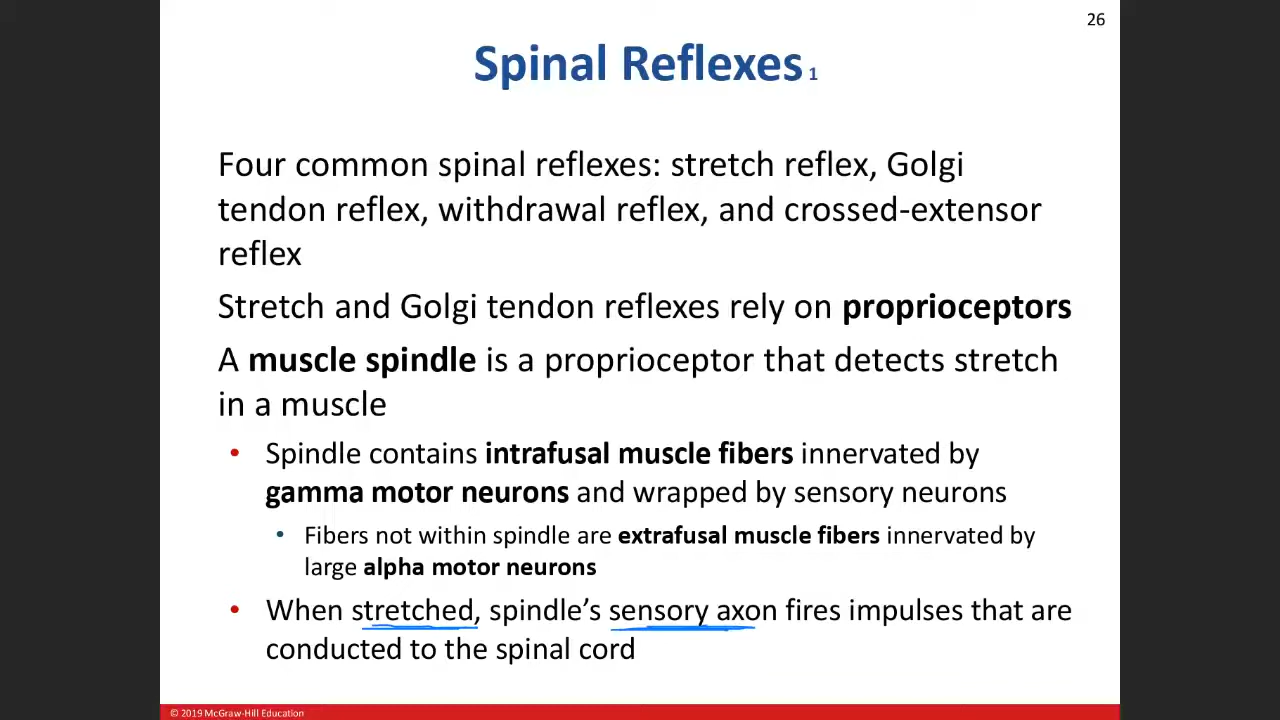 26
Spinal Reflexes 1
Four common spinal reflexes: stretch reflex, Golgi
tendon reflex, withdrawal reflex, and crossed-extensor
reflex
Stretch and Golgi tendon reflexes rely on proprioceptors
A muscle spindle is a proprioceptor that detects stretch
in a muscle
• Spindle contains intrafusal muscle fibers innervated by
gamma motor neurons and wrapped by sensory neurons
• Fibers not within spindle are extrafusal muscle fibers innervated by
large alpha motor neurons
• When stretched, spindle’s sensory axon fires impulses that are
conducted to the spinal cord
© 2019 McGraw-Hill Education